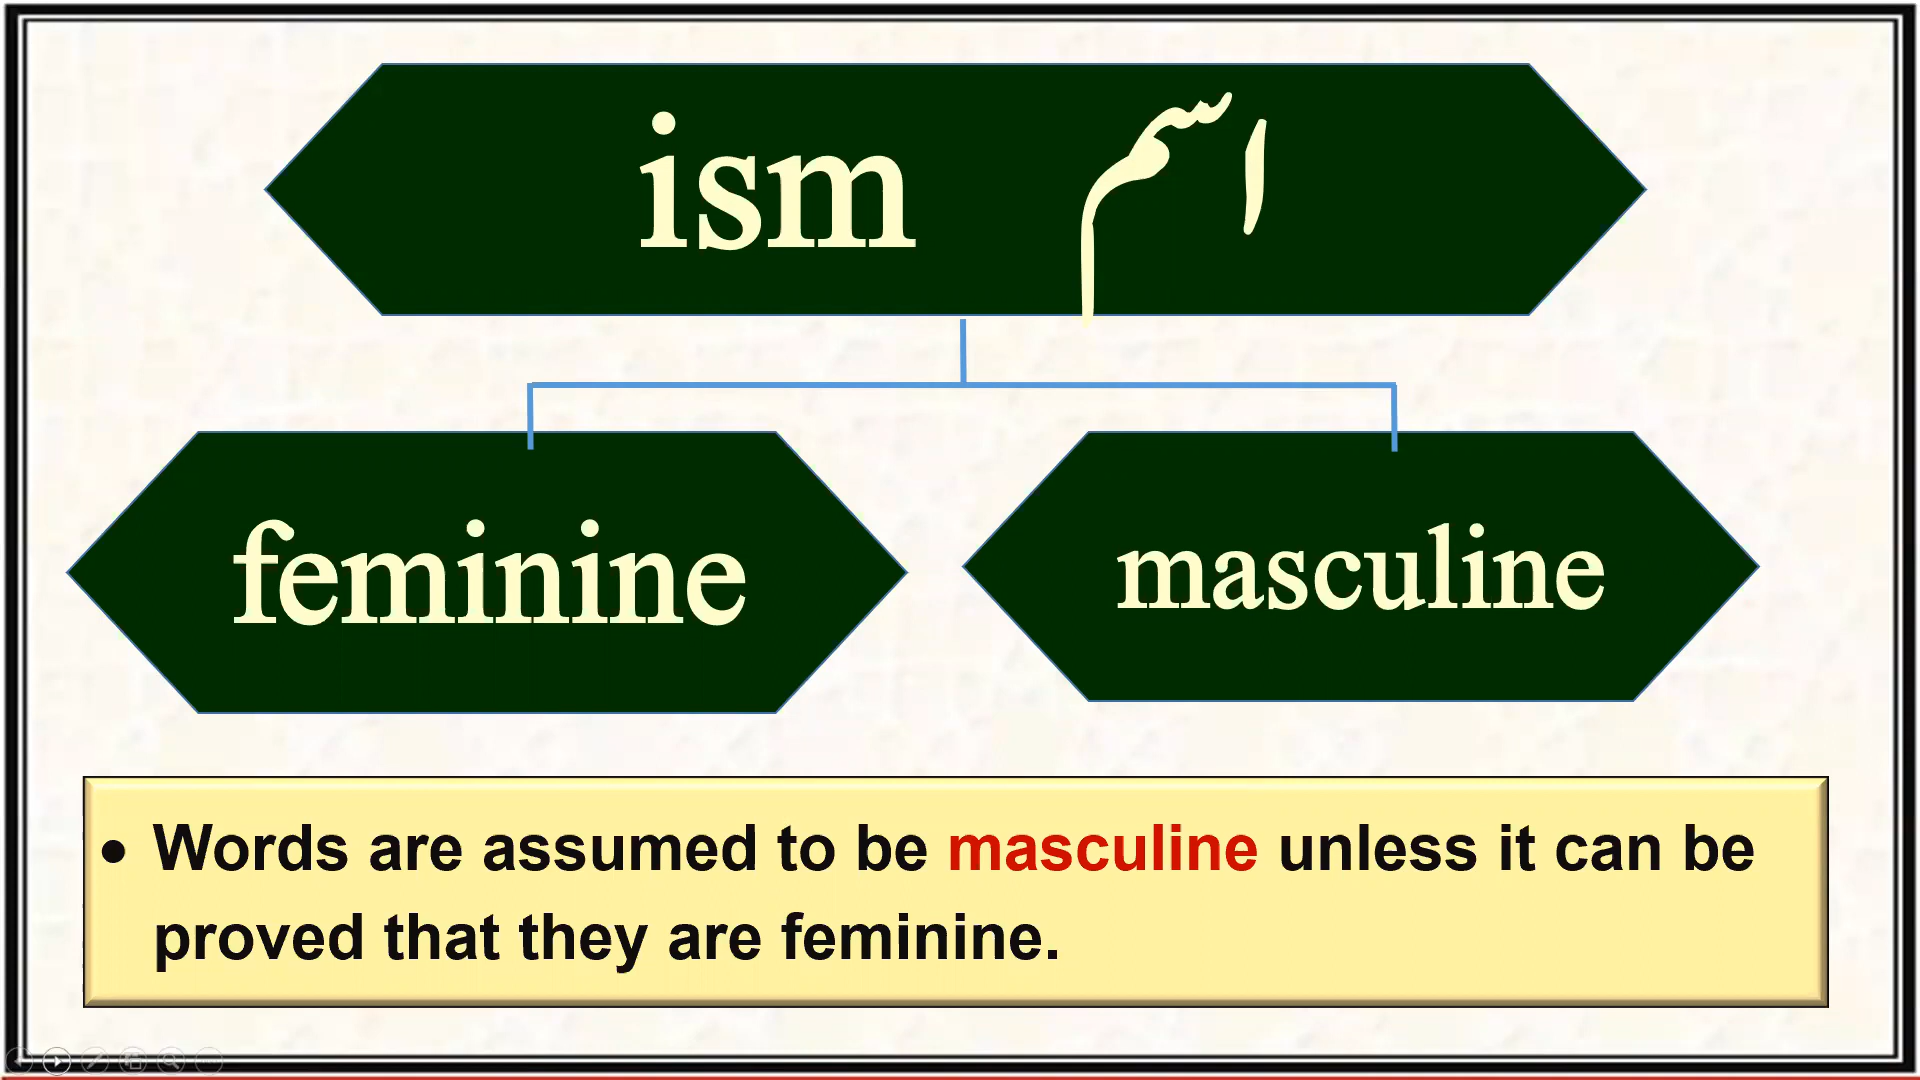 ism اسم
feminine masculine
• Words are assumed to be masculine unless it can be
proved that they are feminine.